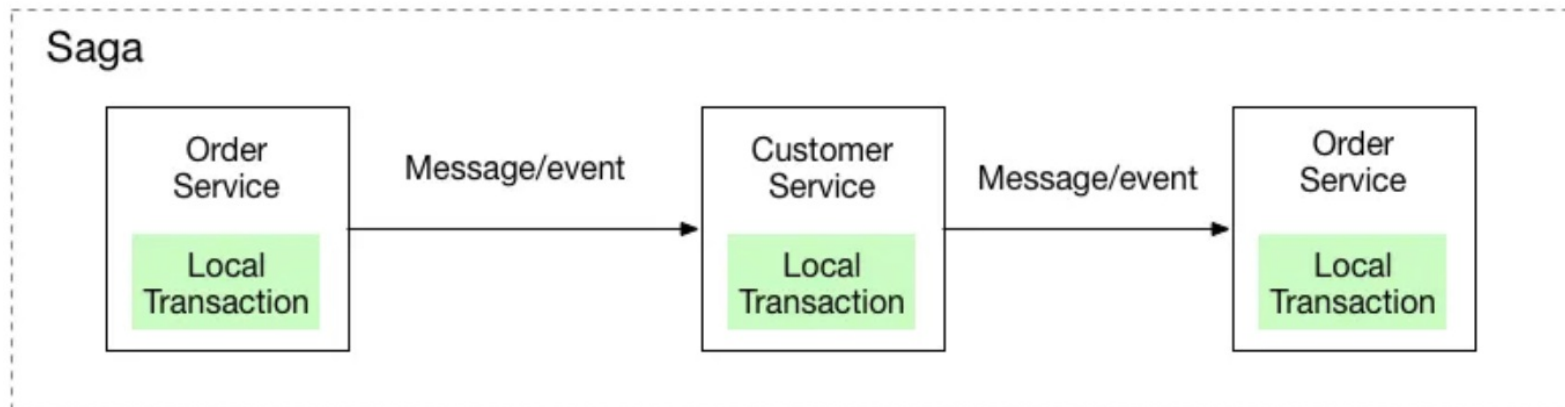 Saga
Order
Service
Local
Transaction
Message/event
Customer
Service
Local
Transaction
Message/event
Order
Service
Local
Transaction